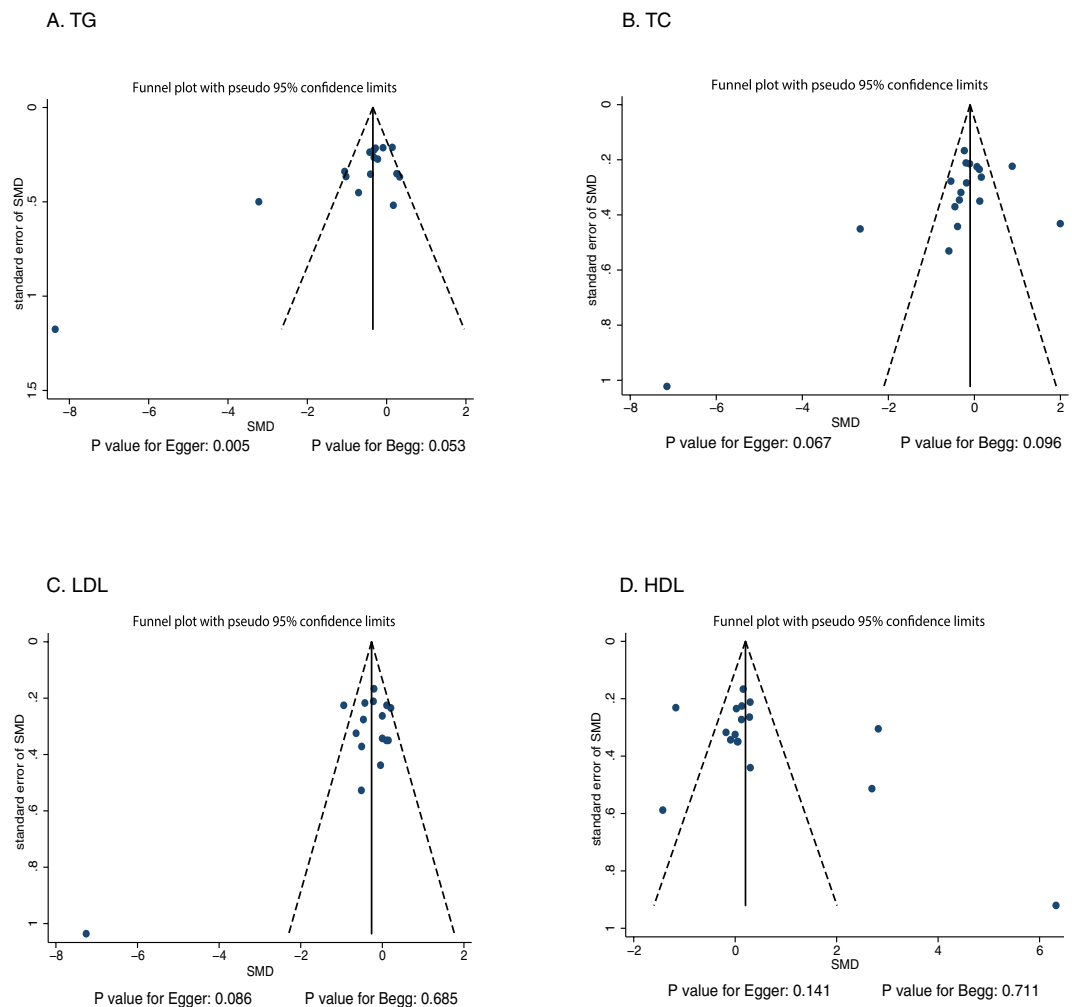 A. TG
Funnel plot with pseudo 95% confidence limits
standard error of SMD
0
.5
1
1.5
−8 −6 −4 −2 0 2
SMD
P value for Egger: 0.005 P value for Begg: 0.053
B. TC
Funnel plot with pseudo 95% confidence limits
standard error of SMD
0
.2
.4
.6
.8
1
−8 −6 −4 −2 0 2
SMD
P value for Egger: 0.067 P value for Begg: 0.096
C. LDL
Funnel plot with pseudo 95% confidence limits
standard error of SMD
0
.2
.4
.6
.8
1
−8 −6 −4 −2 0 2
SMD
P value for Egger: 0.086 P value for Begg: 0.685
D. HDL
Funnel plot with pseudo 95% confidence limits
standard error of SMD
0
.2
.4
.6
.8
1
−2 0 2 4 6
SMD
P value for Egger: 0.141 P value for Begg: 0.711